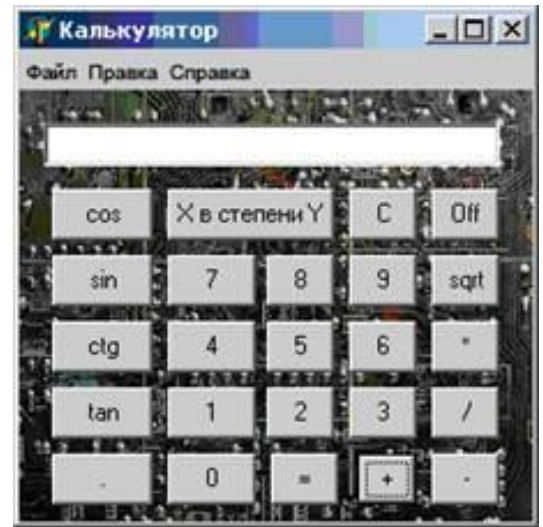 Калькулятор
Файл Правка Справка
cos X в степени Y C Off
sin 7 8 9 sqrt
ctg 4 5 6 *
tan 1 2 3 /
. 0 = + -